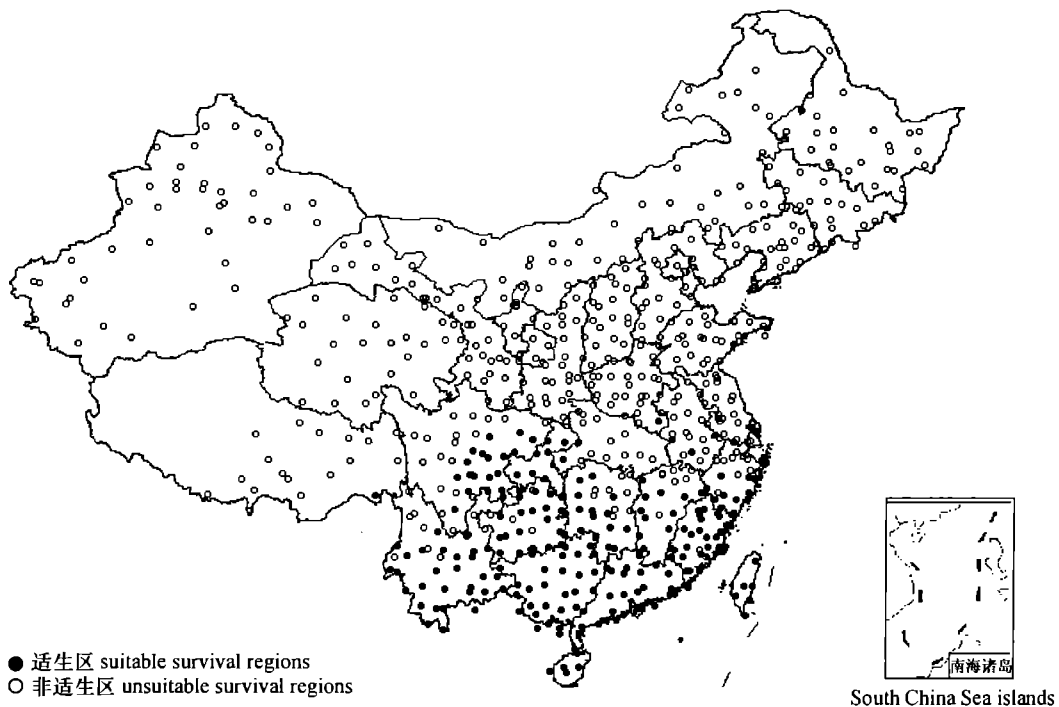 ● 适生区 suitable survival regions
○ 非适生区 unsuitable survival regions
南海诸岛
South China Sea islands